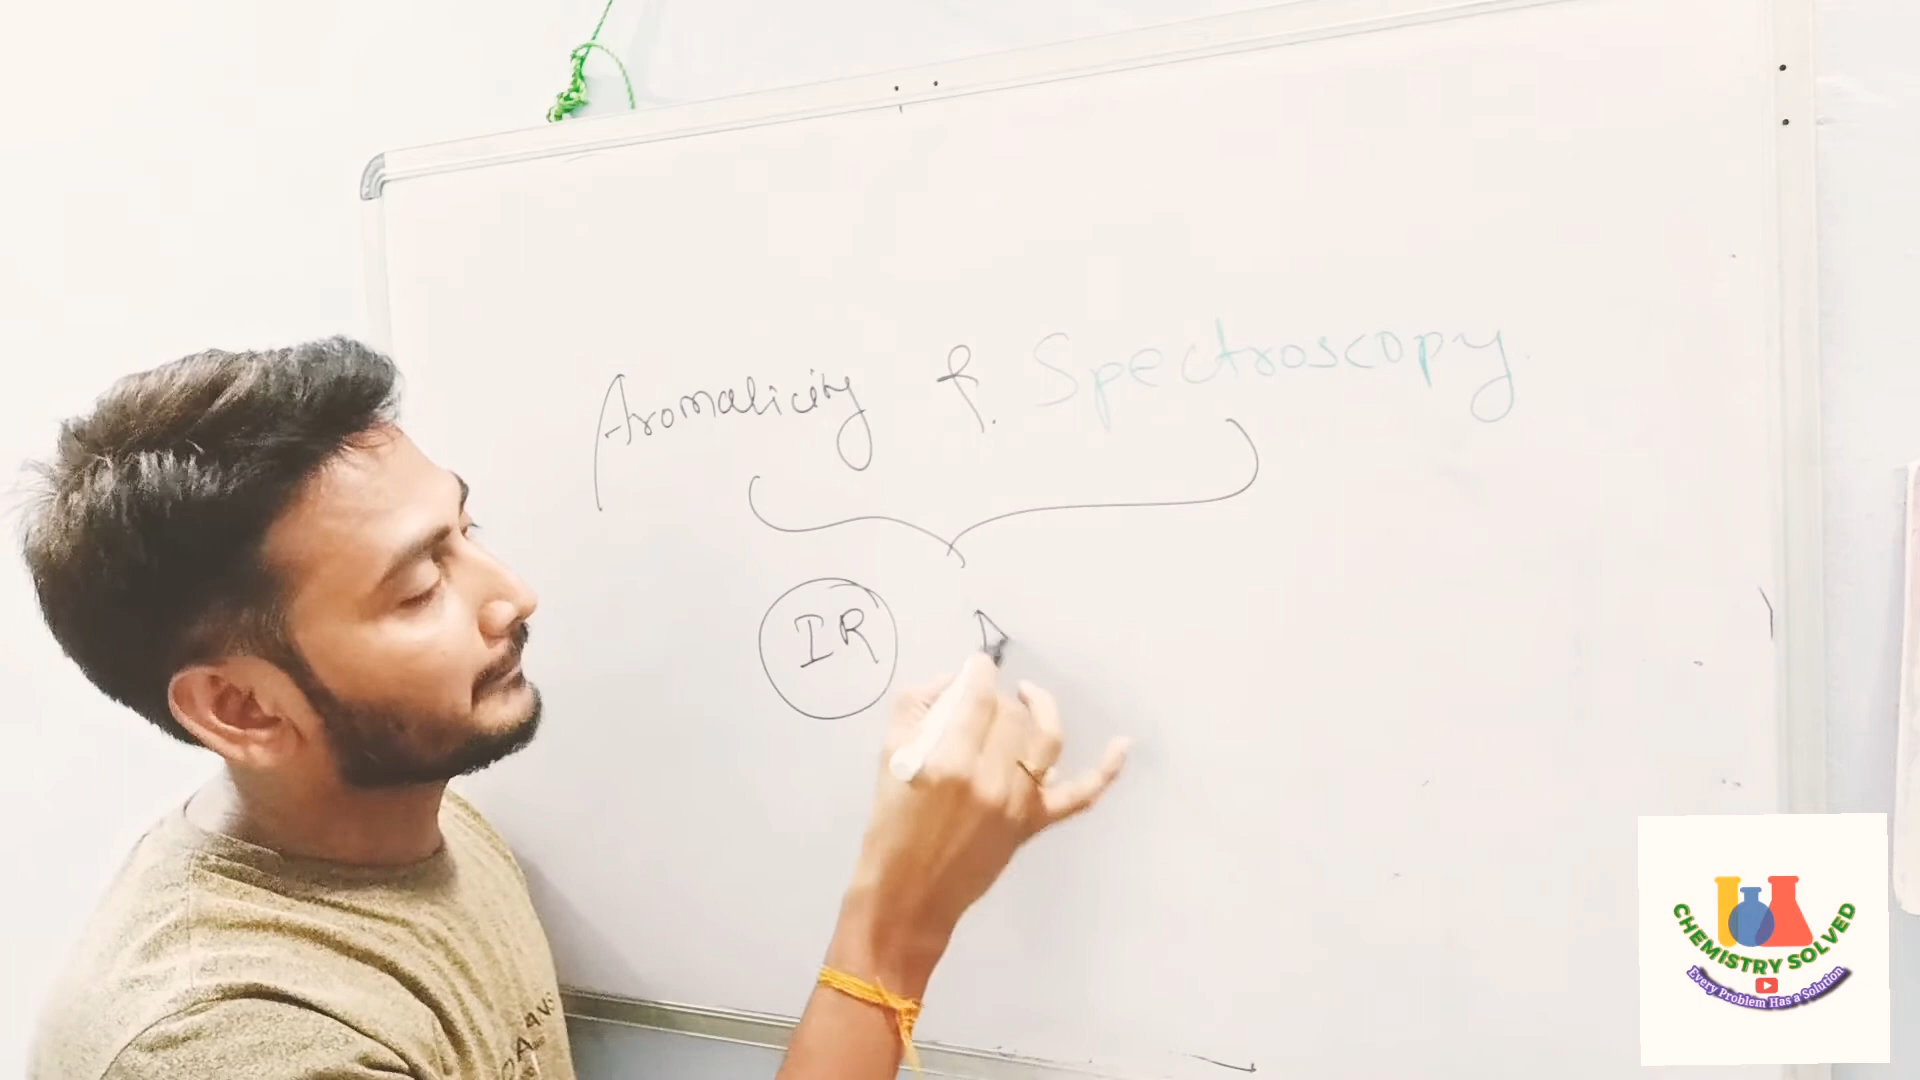 Aromaticity & Spectroscopy
IR
CHEMISTRY SOLVED
Every Problem Has a Solution